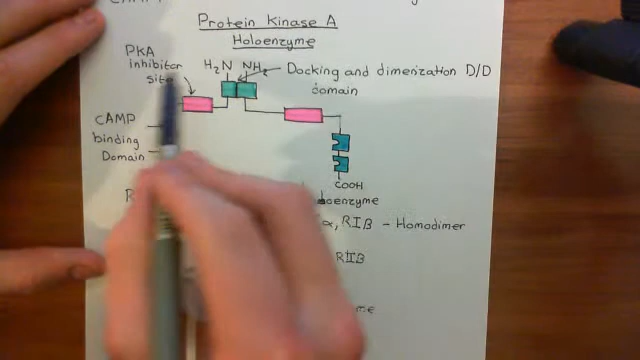 Protein Kinase A
Holoenzyme
PKA
Inhibitor
site
H₂N NH₂
Docking and dimerization D/D
domain
CAMP
binding
Domain
COOH
RIβ - Homodimer
RIIβ